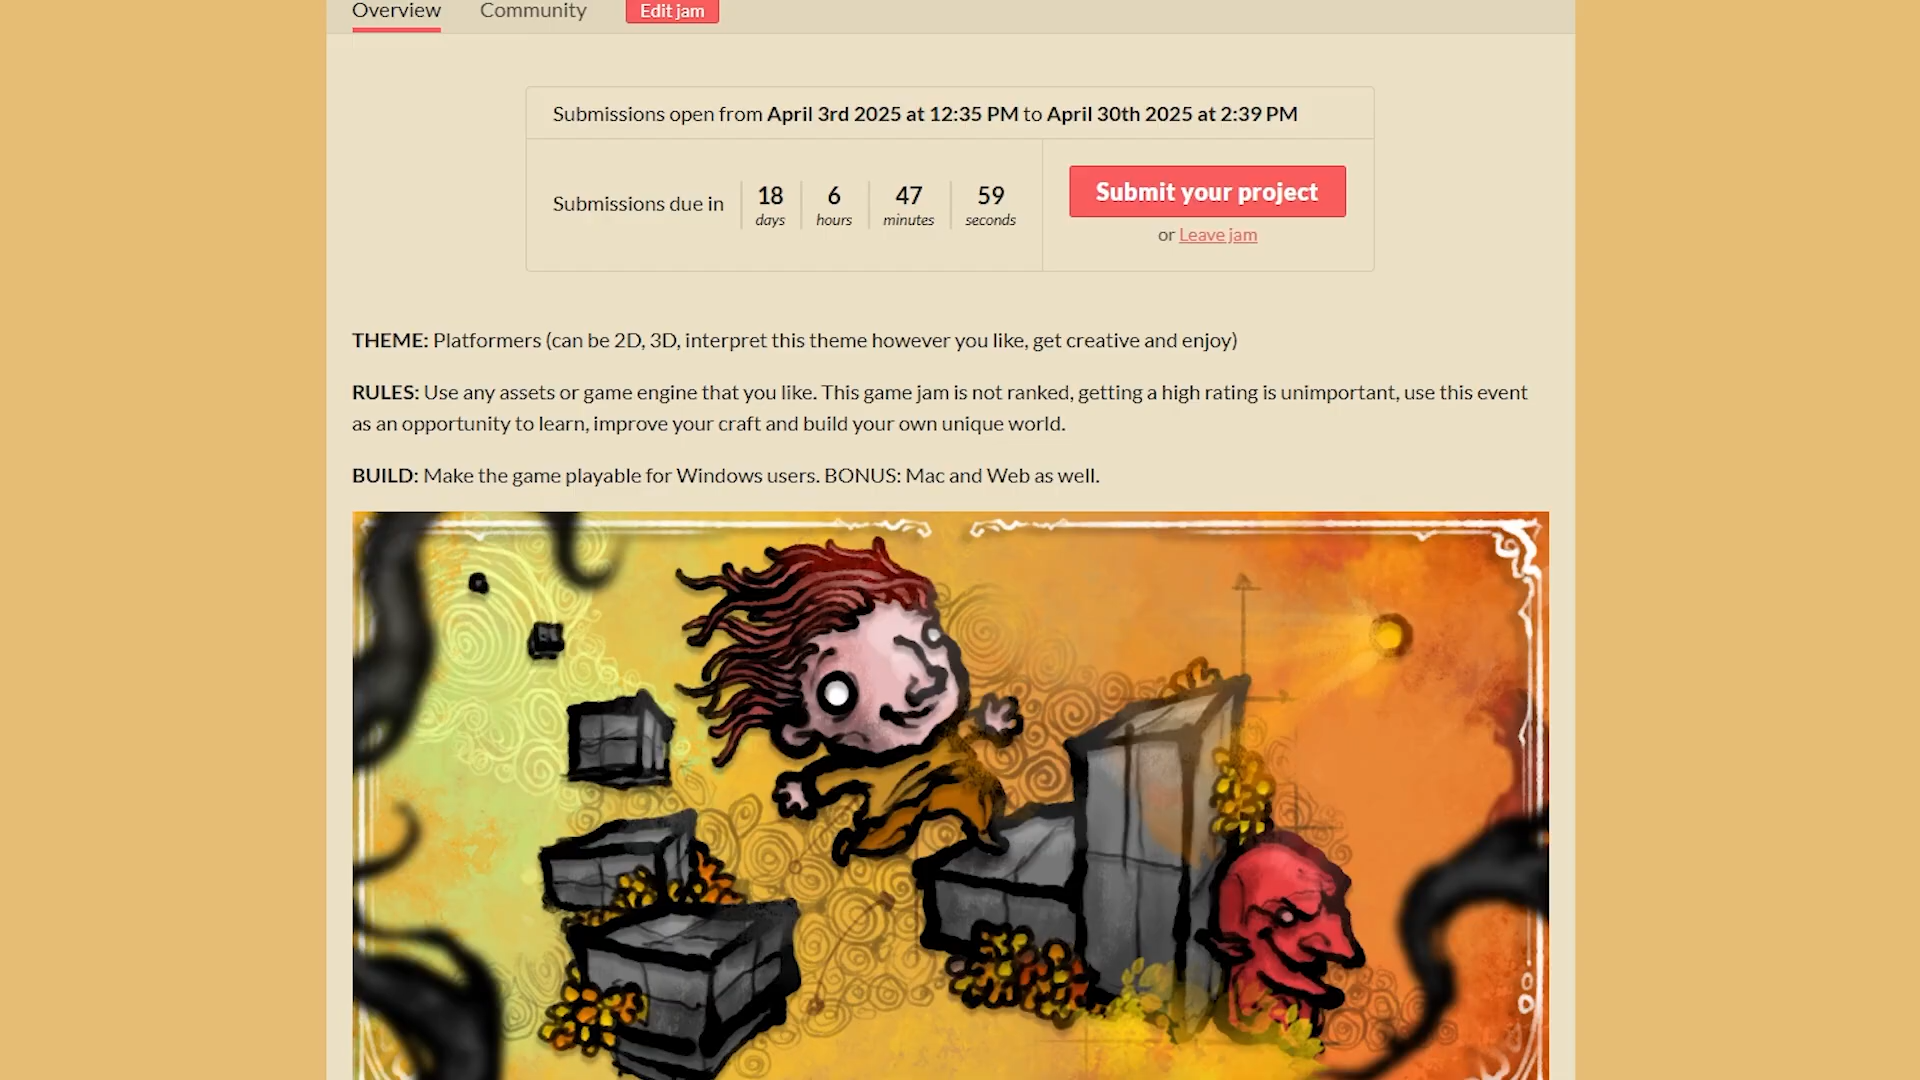 Overview Community Edit jam
Submissions open from April 3rd 2025 at 12:35 PM to April 30th 2025 at 2:39 PM
Submissions due in 18 days 6 hours 47 minutes 59 seconds
Submit your project
or Leave jam
THEME: Platformers (can be 2D, 3D, interpret this theme however you like, get creative and enjoy)
RULES: Use any assets or game engine that you like. This game jam is not ranked, getting a high rating is unimportant, use this event
as an opportunity to learn, improve your craft and build your own unique world.
BUILD: Make the game playable for Windows users. BONUS: Mac and Web as well.